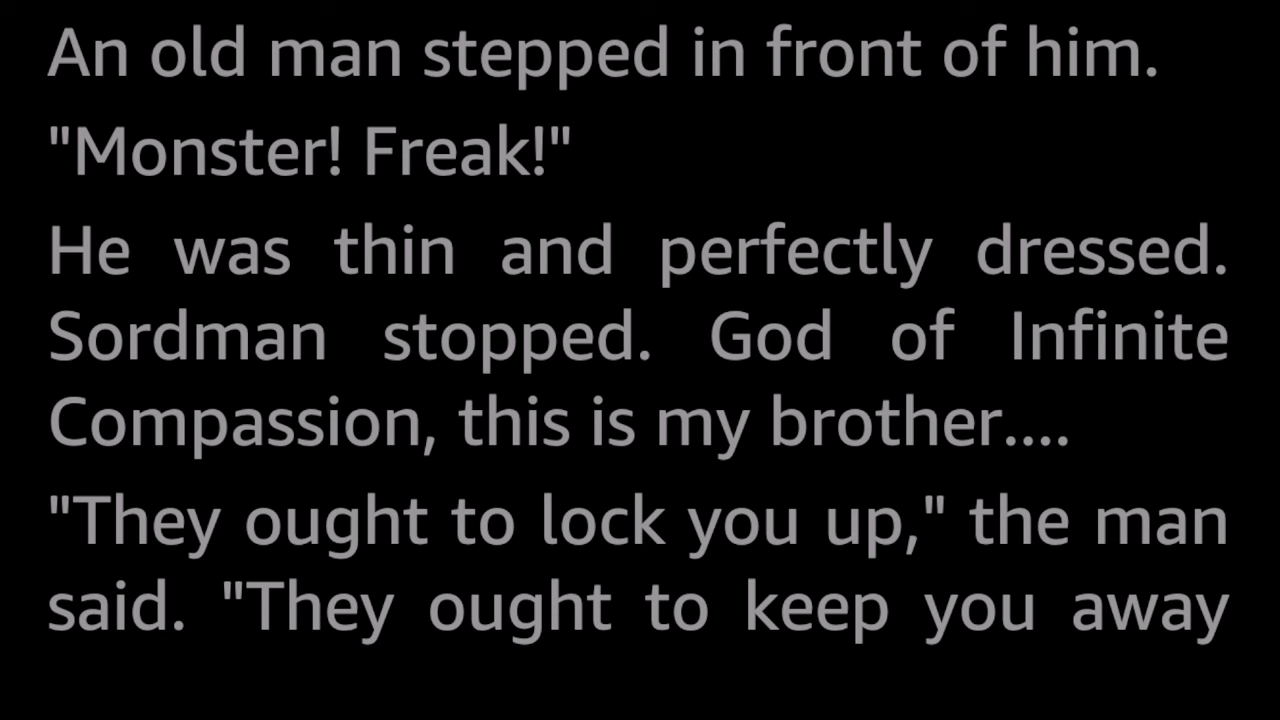 An old man stepped in front of him.
"Monster! Freak!"
He was thin and perfectly dressed.
Sordman stopped. God of Infinite
Compassion, this is my brother....
"They ought to lock you up," the man
said. "They ought to keep you away